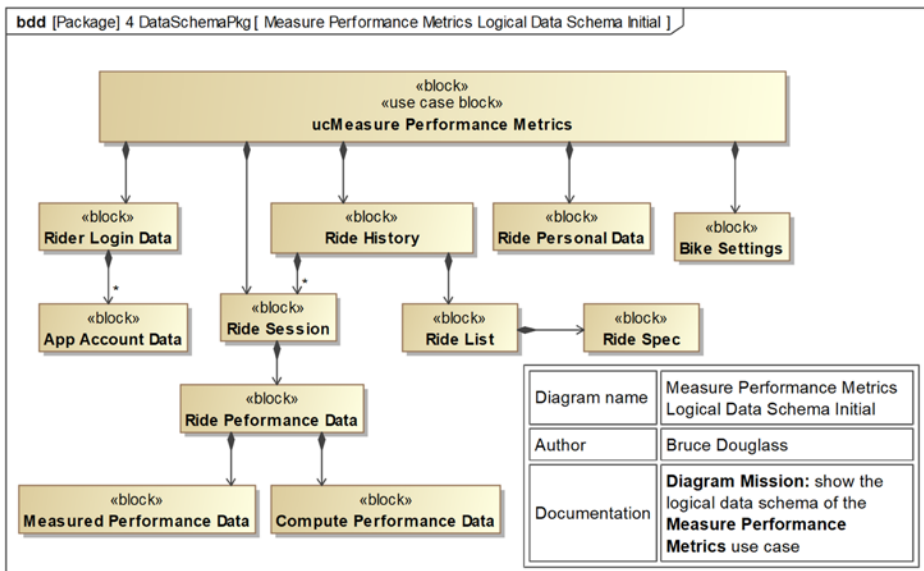 bdd [Package] 4 DataSchemaPkg [ Measure Performance Metrics Logical Data Schema Initial ]
«block»
«use case block»
ucMeasure Performance Metrics
«block»
Rider Login Data
«block»
Ride History
«block»
Ride Personal Data
«block»
Bike Settings
*
*
«block»
App Account Data
«block»
Ride Session
«block»
Ride List
«block»
Ride Spec
«block»
Ride Peformance Data
«block»
Measured Performance Data
«block»
Compute Performance Data
Diagram name
Measure Performance Metrics
Logical Data Schema Initial
Author
Bruce Douglass
Documentation
Diagram Mission: show the
logical data schema of the
Measure Performance
Metrics use case